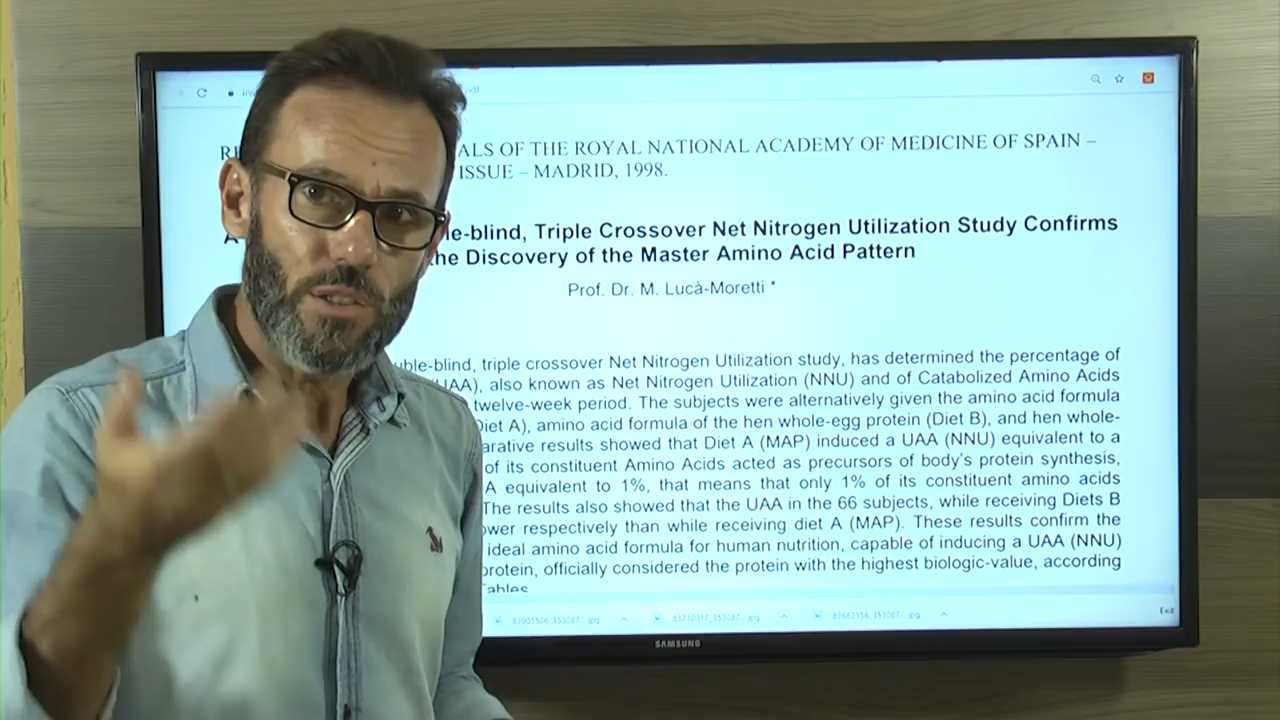 ALS OF THE ROYAL NATIONAL ACADEMY OF MEDICINE OF SPAIN –
ISSUE – MADRID, 1998.
le-blind, Triple Crossover Net Nitrogen Utilization Study Confirms
the Discovery of the Master Amino Acid Pattern
Prof. Dr. M. Lucà-Moretti *
uble-blind, triple crossover Net Nitrogen Utilization study, has determined the percentage of
UAA), also known as Net Nitrogen Utilization (NNU) and of Catabolized Amino Acids
twelve-week period. The subjects were alternatively given the amino acid formula
Diet A), amino acid formula of the hen whole-egg protein (Diet B), and hen whole-
arative results showed that Diet A (MAP) induced a UAA (NNU) equivalent to a
of its constituent Amino Acids acted as precursors of body's protein synthesis,
A equivalent to 1%, that means that only 1% of its constituent amino acids
The results also showed that the UAA in the 66 subjects, while receiving Diets B
ower respectively than while receiving diet A (MAP). These results confirm the
ideal amino acid formula for human nutrition, capable of inducing a UAA (NNU)
protein, officially considered the protein with the highest biologic-value, according
Tables
Exit
SAMSUNG